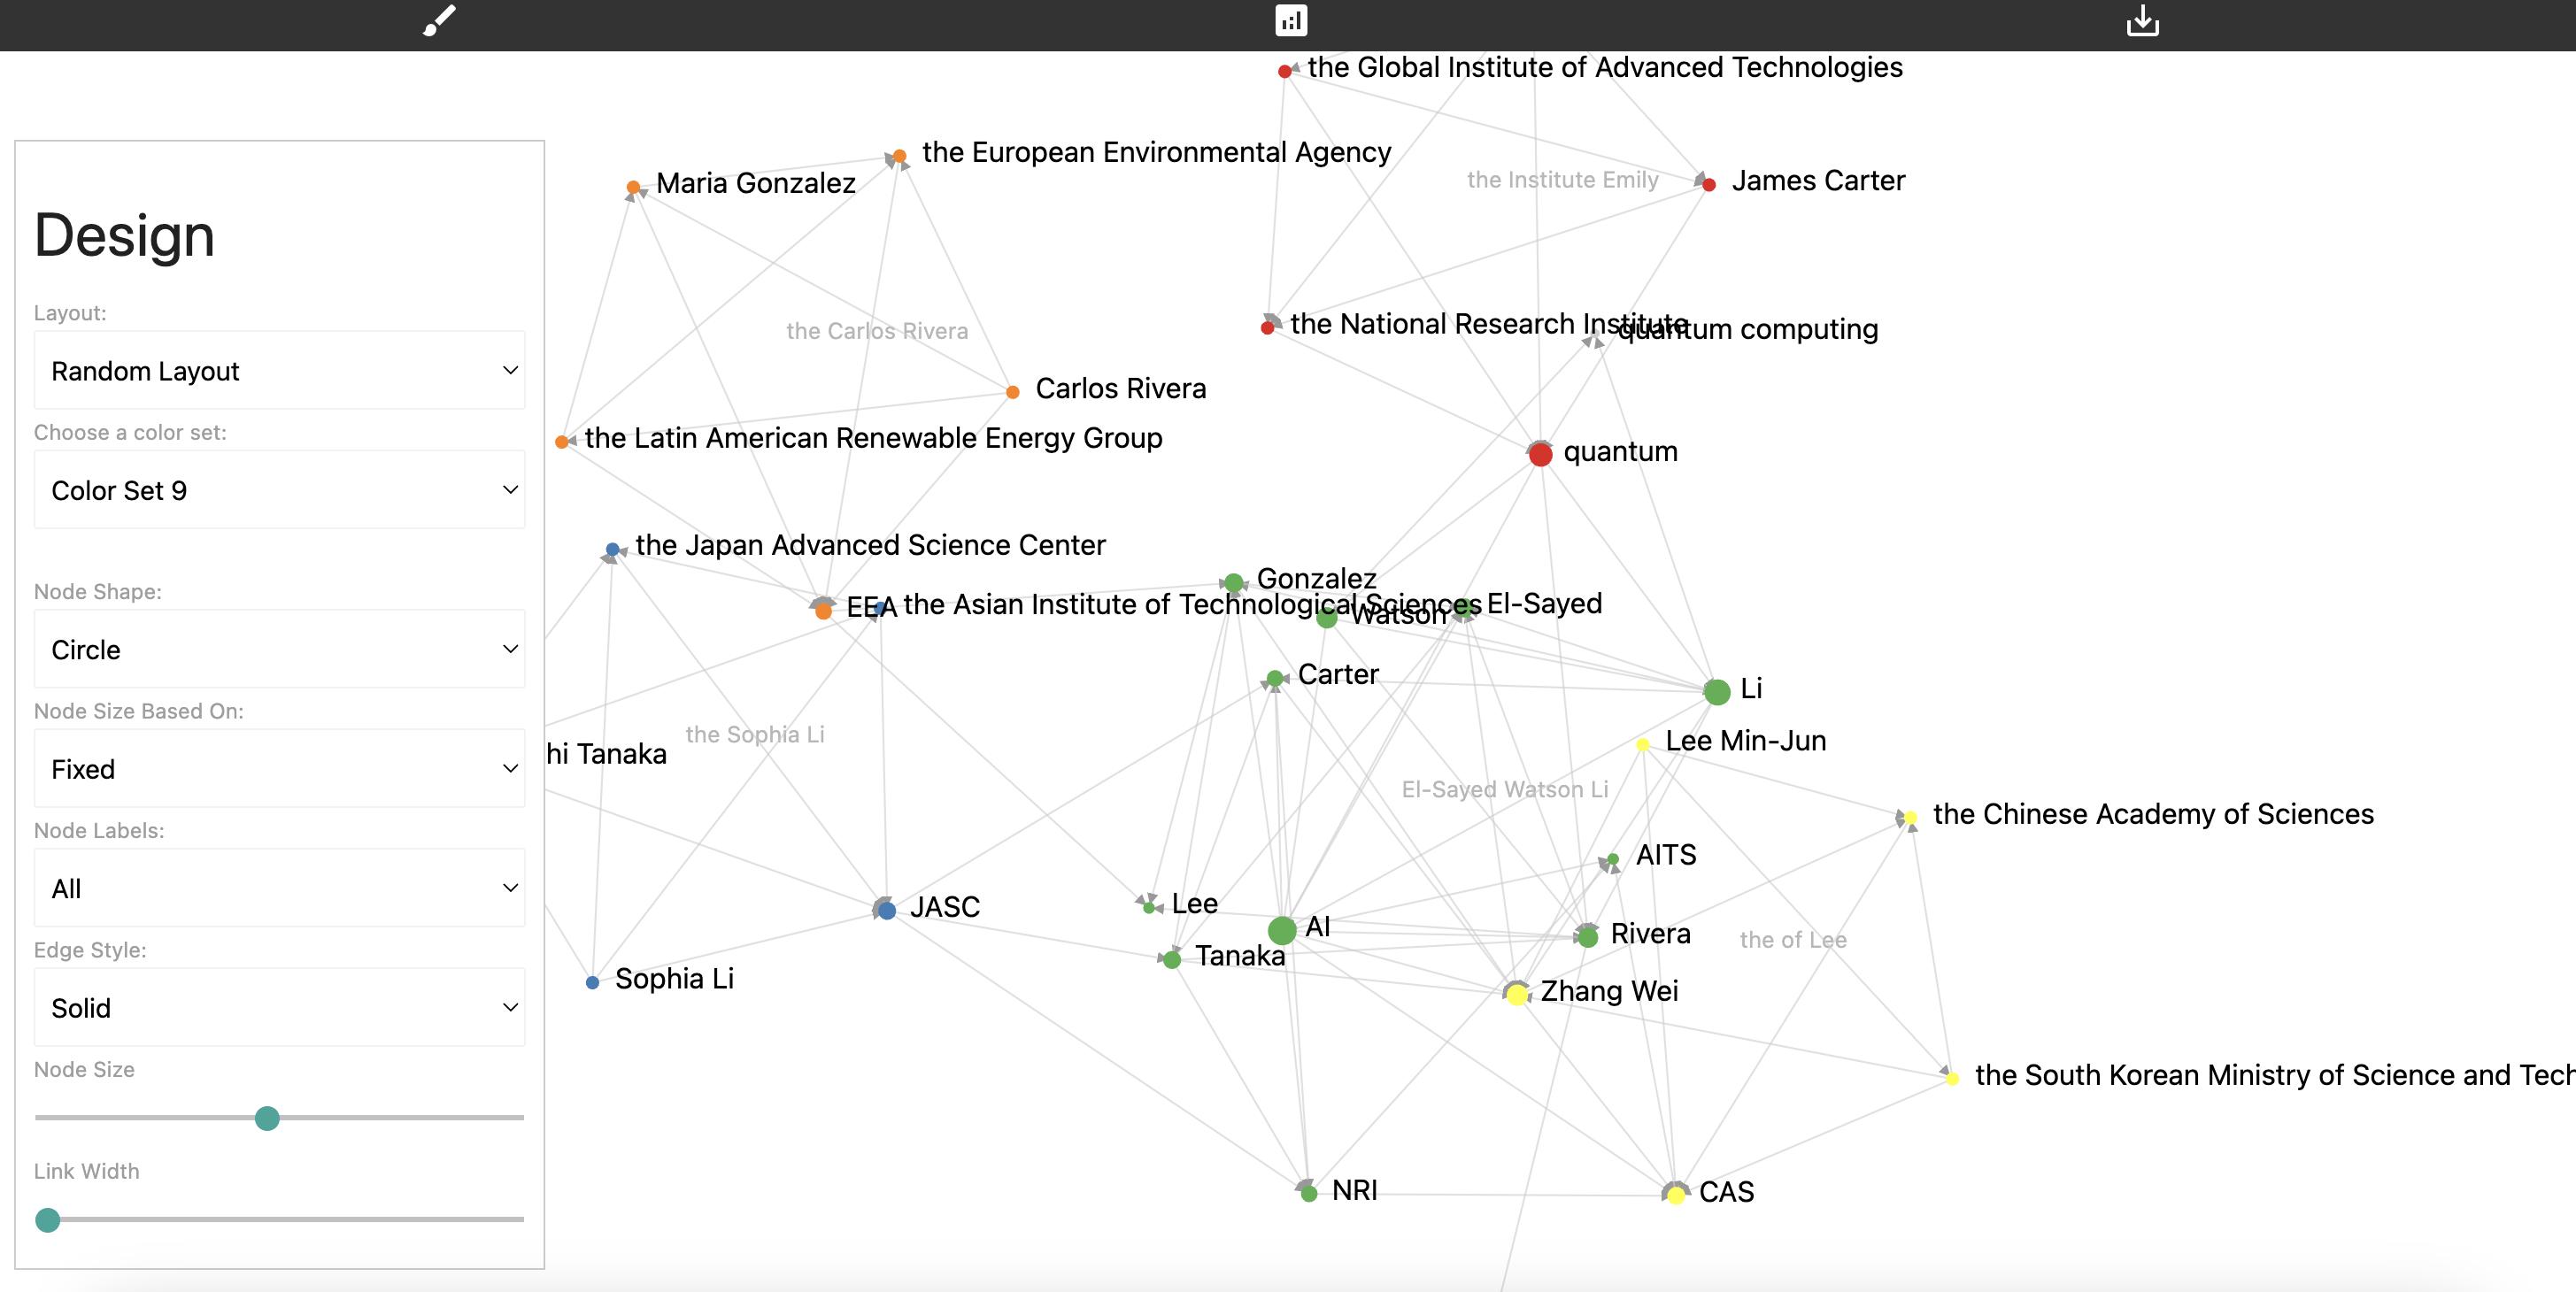 the Global Institute of Advanced Technologies
the European Environmental Agency
the Institute Emily
James Carter
Maria Gonzalez
Design
Layout:
the National Research Institute
quantum computing
the Carlos Rivera
Random Layout
Carlos Rivera
Choose a color set:
the Latin American Renewable Energy Group
quantum
Color Set 9
the Japan Advanced Science Center
Gonzalez
Node Shape:
EEA
the Asian Institute of Technological Sciences
El-Sayed
Watson
Circle
Carter
Li
Node Size Based On:
the Sophia Li
Lee Min-Jun
hi Tanaka
Fixed
El-Sayed Watson Li
the Chinese Academy of Sciences
Node Labels:
AITS
All
Lee
JASC
AI
Rivera
the of Lee
Edge Style:
Tanaka
Sophia Li
Zhang Wei
Solid
Node Size
the South Korean Ministry of Science and Tech
Link Width
NRI
CAS